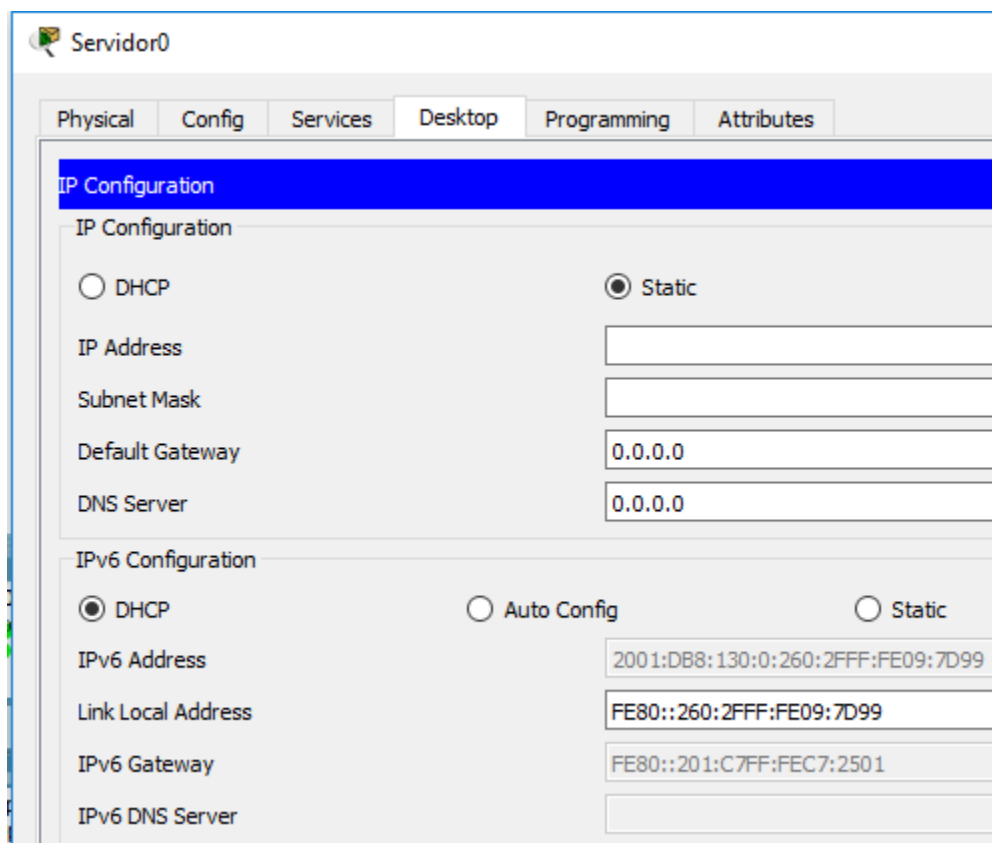 Servidor0
Physical Config Services Desktop Programming Attributes
IP Configuration
IP Configuration
DHCP Static
IP Address
Subnet Mask
Default Gateway 0.0.0.0
DNS Server 0.0.0.0
IPv6 Configuration
DHCP Auto Config Static
IPv6 Address 2001:DB8:130:0:260:2FFF:FE09:7D99
Link Local Address FE80::260:2FFF:FE09:7D99
IPv6 Gateway FE80::201:C7FF:FEC7:2501
IPv6 DNS Server